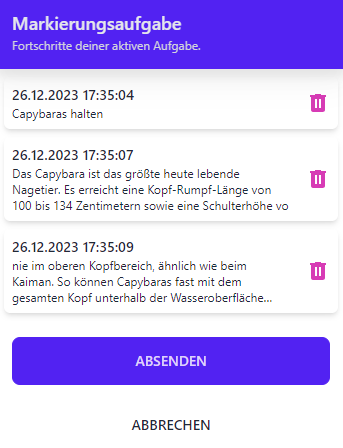 Markierungsaufgabe
Fortschritte deiner aktiven Aufgabe.
26.12.2023 17:35:04
Capybaras halten
26.12.2023 17:35:07
Das Capybara ist das größte heute lebende
Nagetier. Es erreicht eine Kopf-Rumpf-Länge von
100 bis 134 Zentimetern sowie eine Schulterhöhe vo
26.12.2023 17:35:09
nie im oberen Kopfbereich, ähnlich wie beim
Kaiman. So können Capybaras fast mit dem
gesamten Kopf unterhalb der Wasseroberfläche...
ABSENDEN
ABBRECHEN